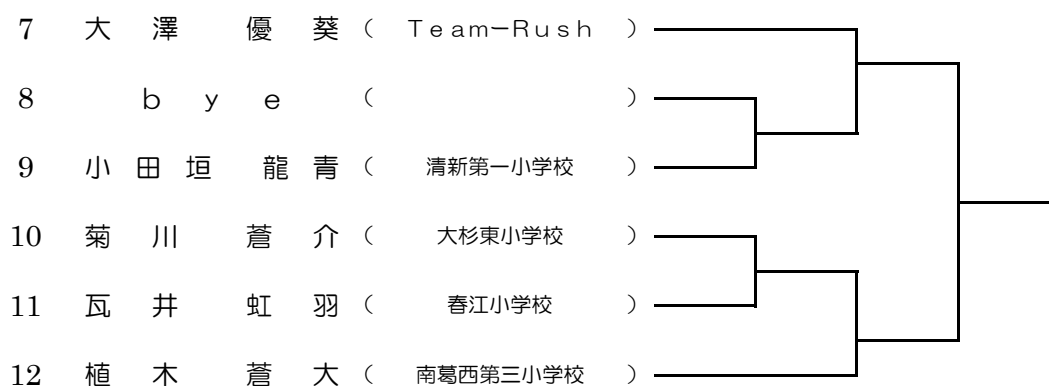 7 大澤 優葵 ( Team-Rush )
8 bye ( )
9 小田垣 龍青 ( 清新第一小学校 )
10 菊川 蒼介 ( 大杉東小学校 )
11 瓦井 虹羽 ( 春江小学校 )
12 植木 蒼大 ( 南葛西第三小学校 )